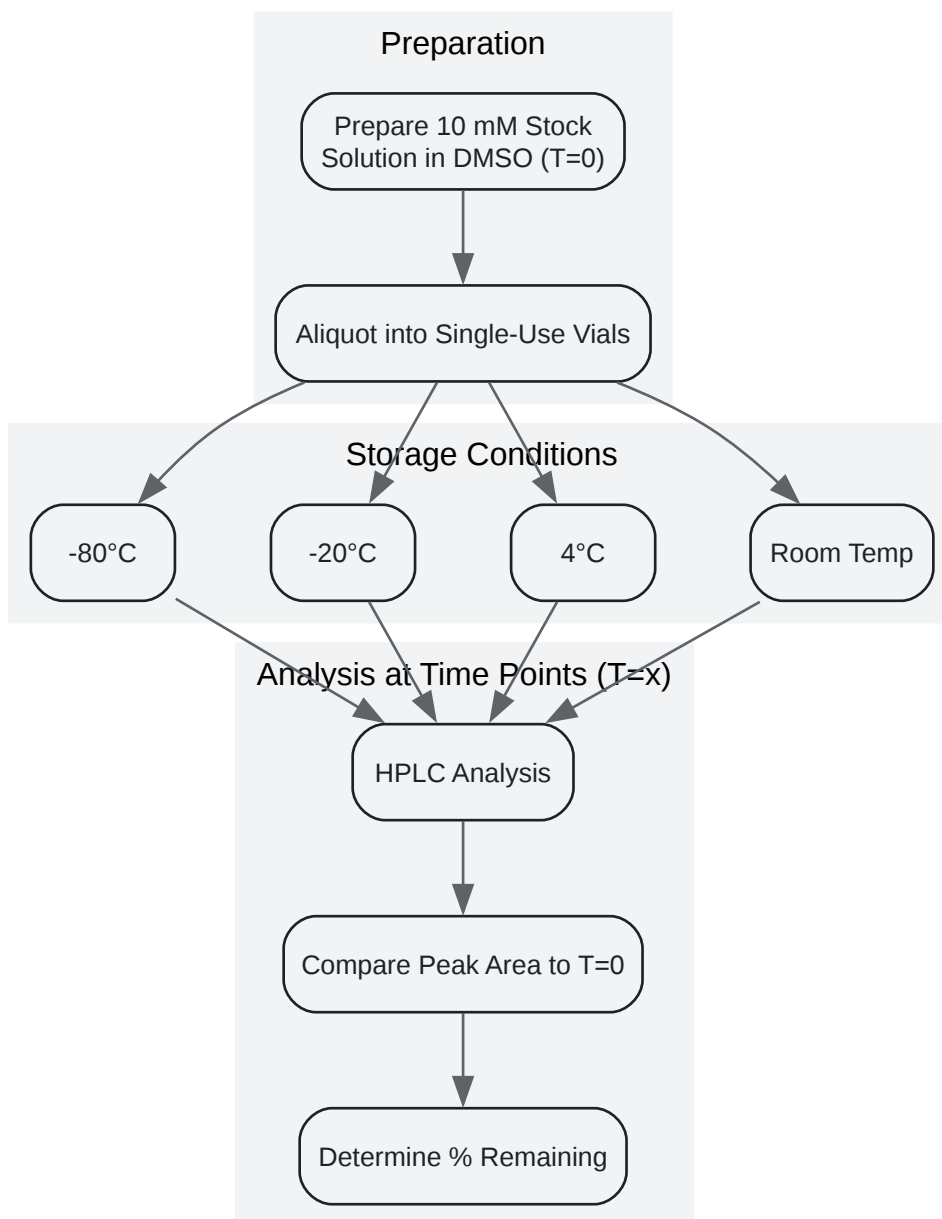 Preparation
Prepare 10 mM Stock
Solution in DMSO (T=0)
Aliquot into Single-Use Vials
Storage Conditions
-80°C
-20°C
4°C
Room Temp
Analysis at Time Points (T=x)
HPLC Analysis
Compare Peak Area to T=0
Determine % Remaining